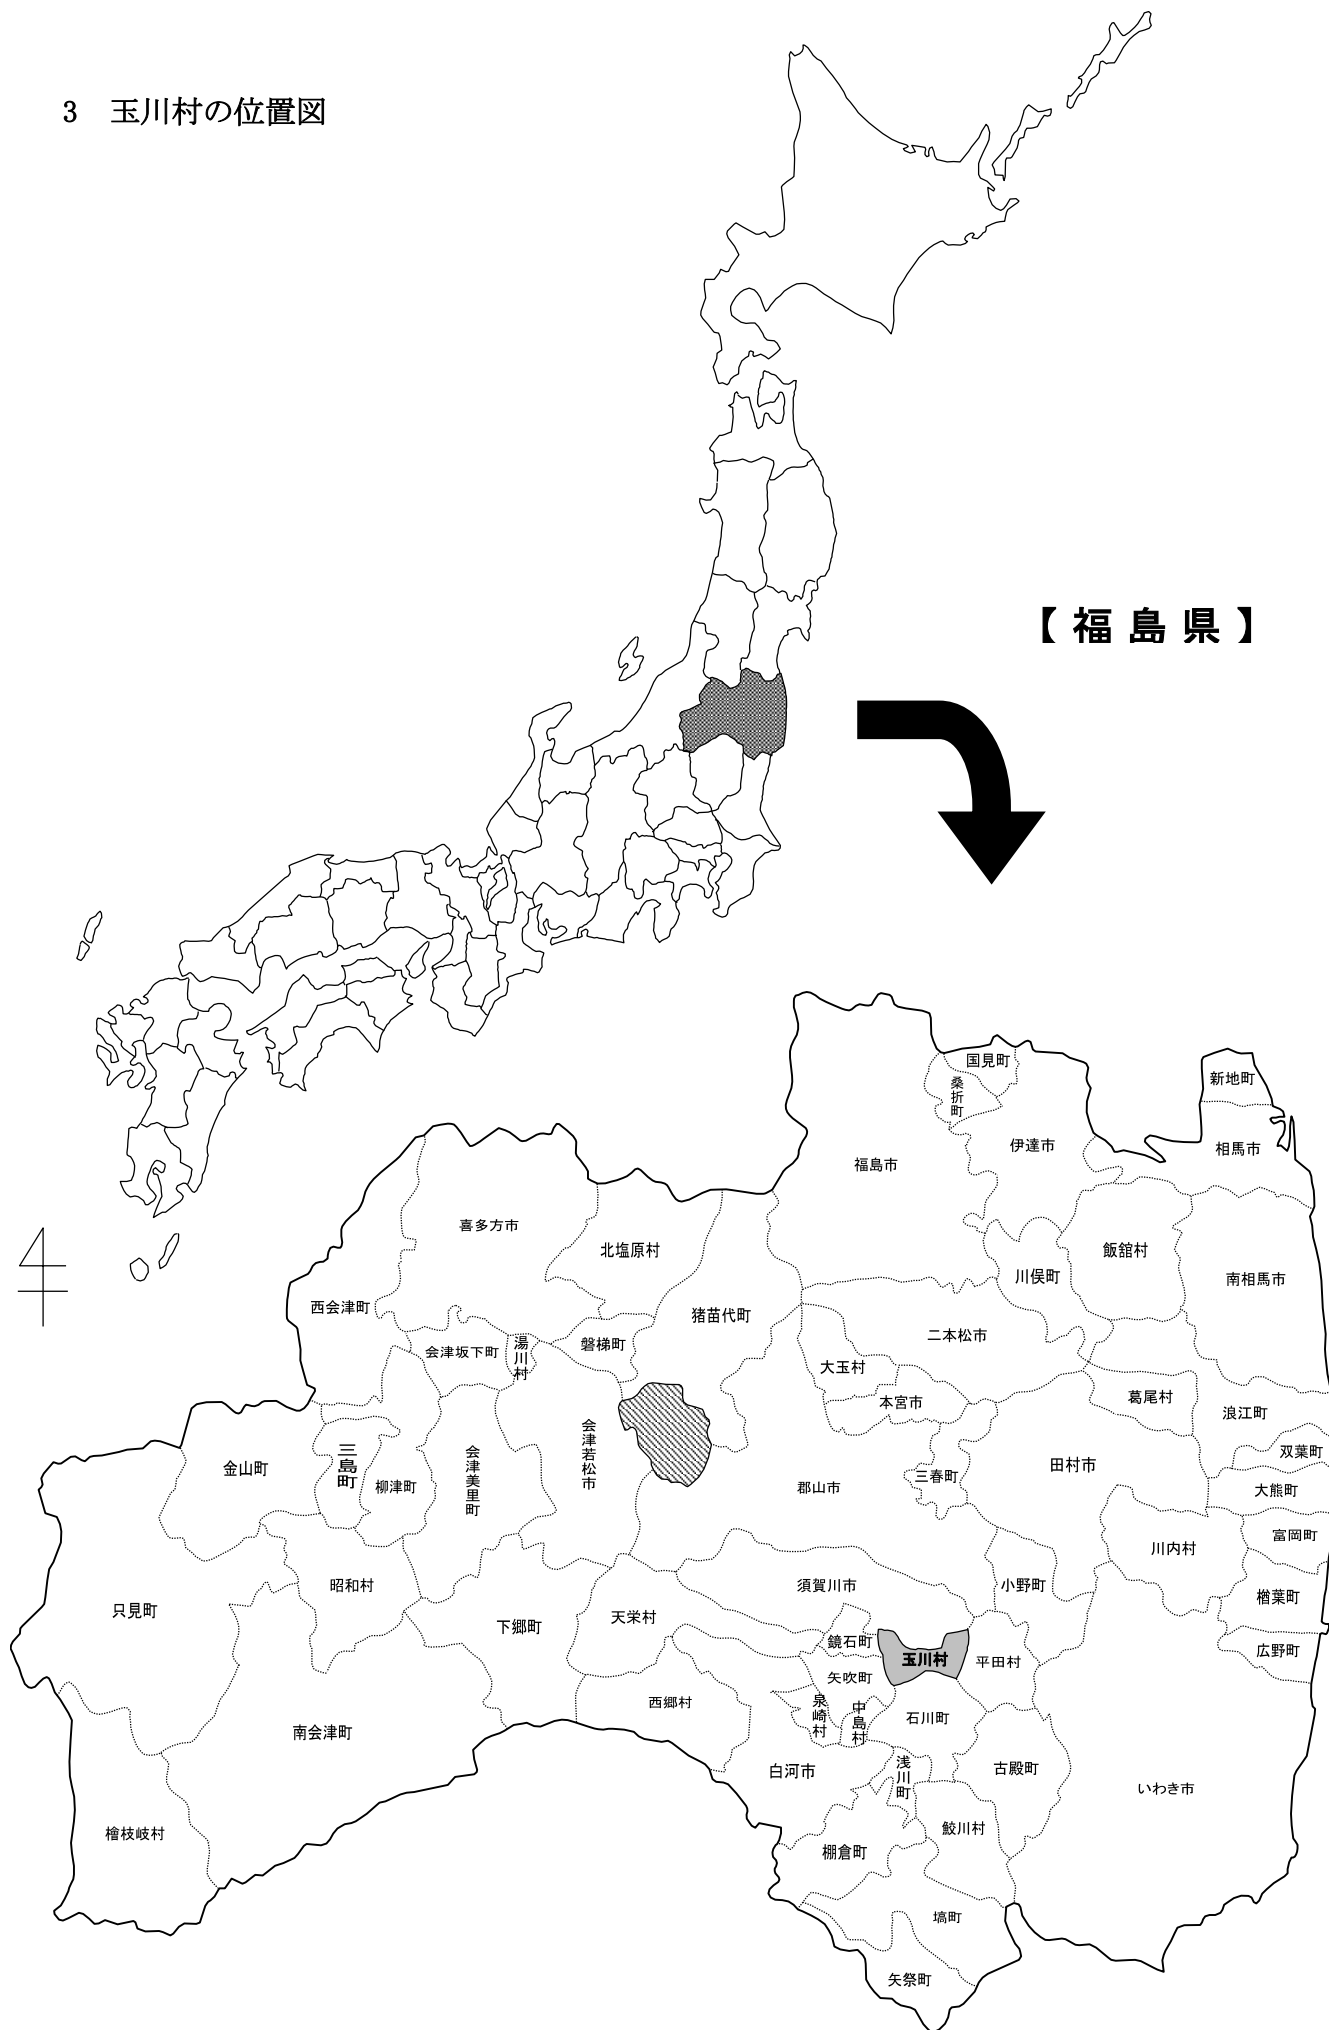 3 玉川村の位置図
【福島県】
国見町
桑折町
新地町
伊達市
相馬市
福島市
喜多方市
北塩原村
飯舘村
川俣町
南相馬市
西会津町
猪苗代町
二本松市
会津坂下町
湯川村
磐梯町
大玉村
本宮市
葛尾村
浪江町
双葉町
会津若松市
三島町
金山町
柳津町
会津美里町
郡山市
三春町
田村市
大熊町
富岡町
川内村
昭和村
須賀川市
小野町
楢葉町
只見町
下郷町
天栄村
鏡石町
玉川村
平田村
広野町
矢吹町
西郷村
泉崎村
中島村
石川町
南会津町
白河市
浅川町
古殿町
いわき市
檜枝岐村
棚倉町
鮫川村
塙町
矢祭町